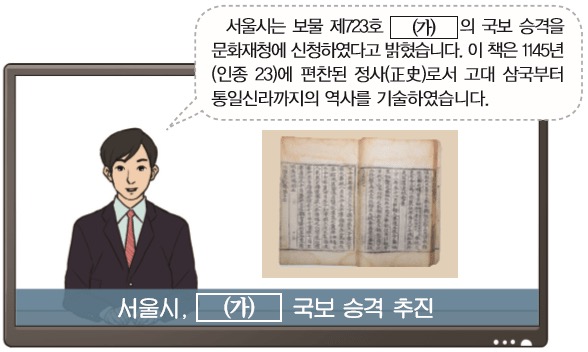 서울시는 보물 제723호 (가) 의 국보 승격을
문화재청에 신청하였다고 밝혔습니다. 이 책은 1145년
(인종 23)에 편찬된 정사(正史)로서 고대 삼국부터
통일신라까지의 역사를 기술하였습니다.
서울시, (가) 국보 승격 추진